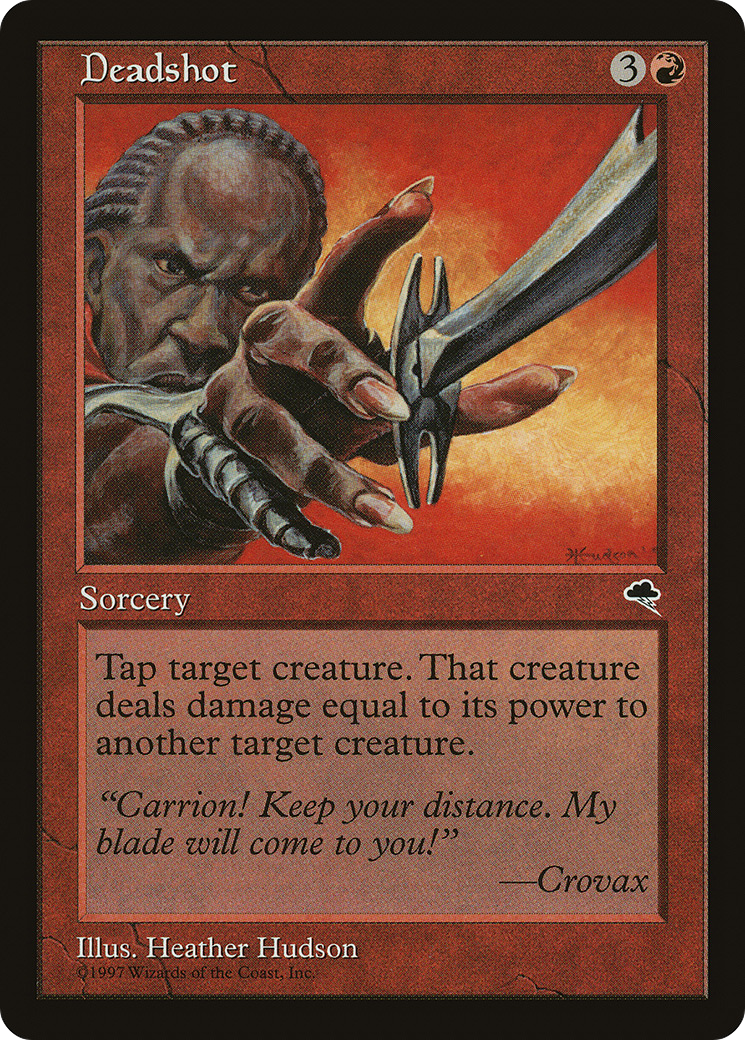 Deadshot 3
Sorcery
Tap target creature. That creature
deals damage equal to its power to
another target creature.
“Carrion! Keep your distance. My
blade will come to you!”
—Crovax
Illus. Heather Hudson
©1997 Wizards of the Coast, Inc.